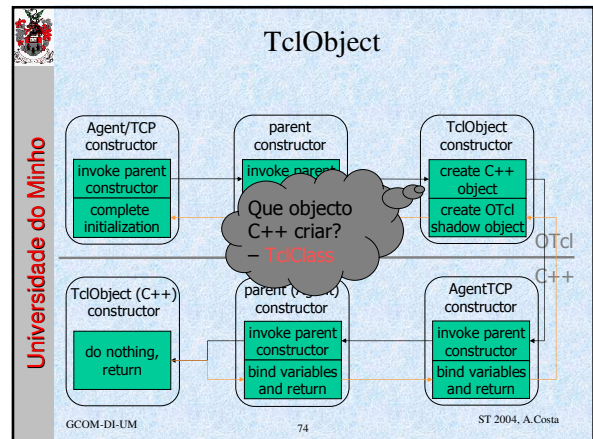 TclObject
Universidade do Minho
Agent/TCP
constructor
invoke parent
constructor
complete
initialization
parent
constructor
invoke parent
TclObject
constructor
create C++
object
create OTcl
shadow object
Que objecto
C++ criar?
– TclClass
OTcl
C++
TclObject (C++)
constructor
do nothing,
return
parent (Agent)
constructor
invoke parent
constructor
bind variables
and return
AgentTCP
constructor
invoke parent
constructor
bind variables
and return
GCOM-DI-UM
74
ST 2004, A.Costa